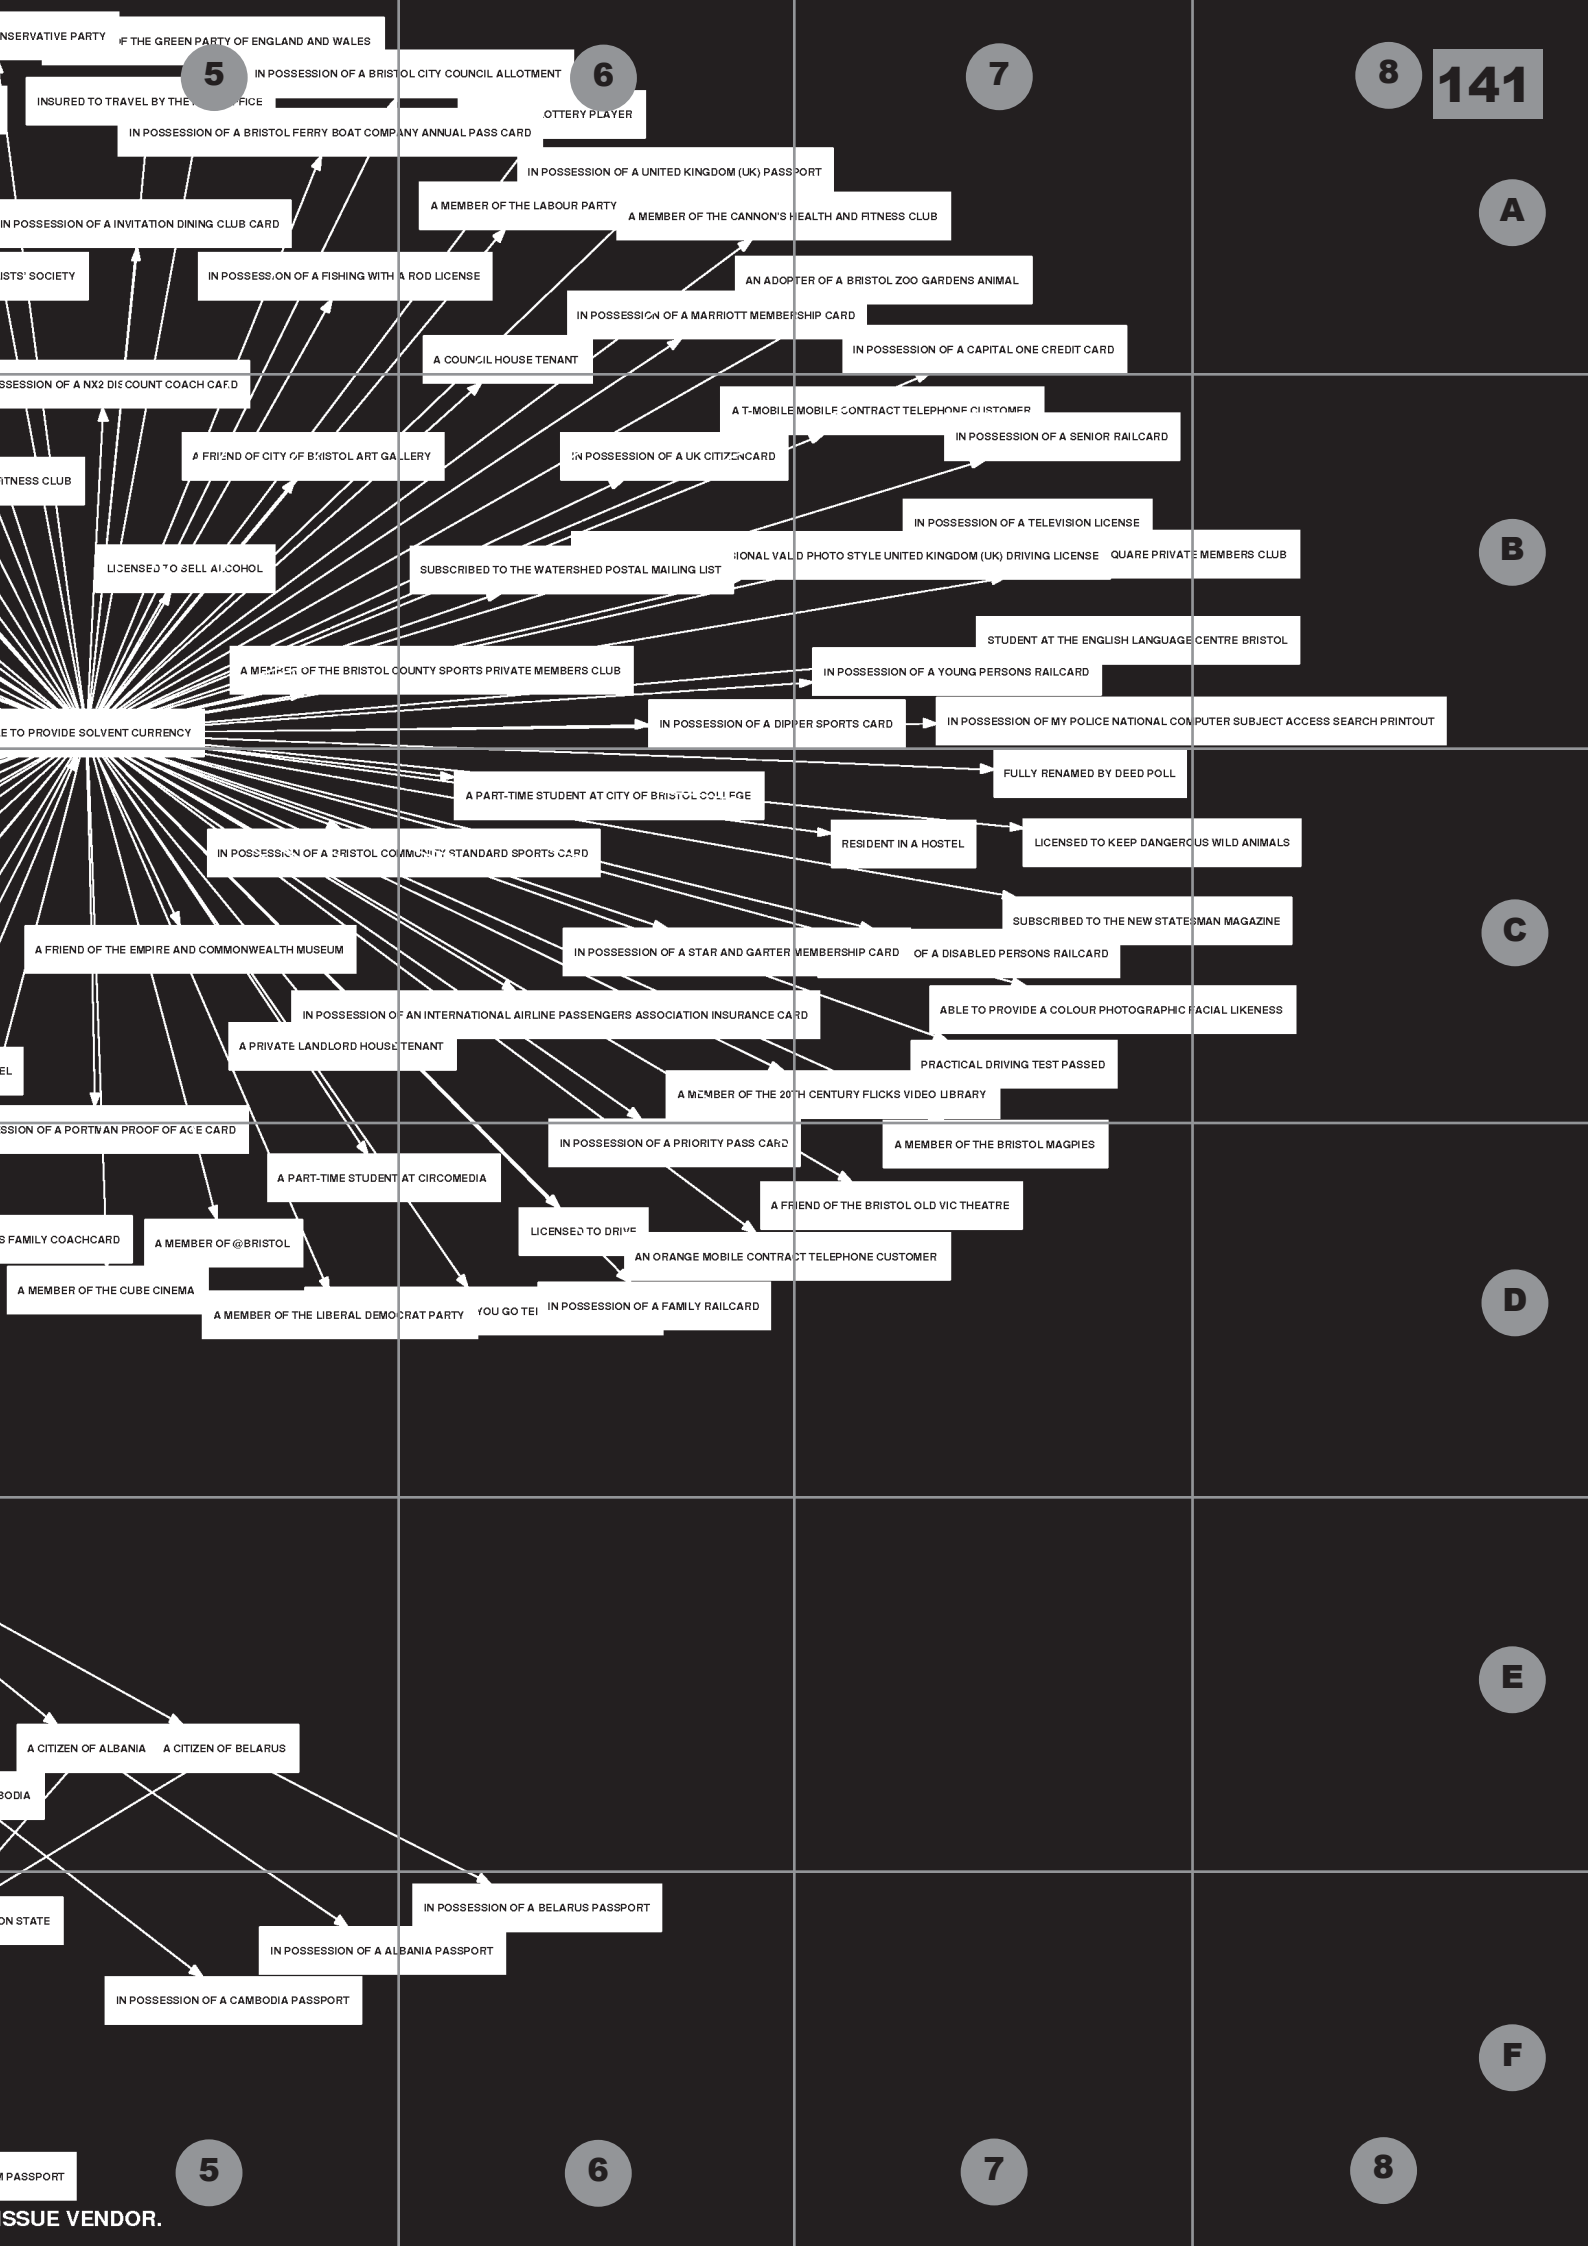 NSERVATIVE PARTY
OF THE GREEN PARTY OF ENGLAND AND WALES
5
6
7
8
141
IN POSSESSION OF A BRISTOL CITY COUNCIL ALLOTMENT
INSURED TO TRAVEL BY THE FICE
OTTERY PLAYER
IN POSSESSION OF A BRISTOL FERRY BOAT COMPANY ANNUAL PASS CARD
IN POSSESSION OF A UNITED KINGDOM (UK) PASSPORT
A MEMBER OF THE LABOUR PARTY
A MEMBER OF THE CANNON'S HEALTH AND FITNESS CLUB
A
IN POSSESSION OF A INVITATION DINING CLUB CARD
ISTS' SOCIETY
IN POSSESSION OF A FISHING WITH A ROD LICENSE
AN ADOPTER OF A BRISTOL ZOO GARDENS ANIMAL
IN POSSESSION OF A MARRIOTT MEMBERSHIP CARD
A COUNCIL HOUSE TENANT
IN POSSESSION OF A CAPITAL ONE CREDIT CARD
SSESSION OF A NX2 DISCOUNT COACH CARD
A T-MOBILE MOBILE CONTRACT TELEPHONE CUSTOMER
IN POSSESSION OF A SENIOR RAILCARD
A FRIEND OF CITY OF BRISTOL ART GALLERY
IN POSSESSION OF A UK CITIZENCARD
ITNESS CLUB
IN POSSESSION OF A TELEVISION LICENSE
B
LICENSED TO SELL ALCOHOL
SUBSCRIBED TO THE WATERSHED POSTAL MAILING LIST
SIONAL VALID PHOTO STYLE UNITED KINGDOM (UK) DRIVING LICENSE
QUARE PRIVATE MEMBERS CLUB
STUDENT AT THE ENGLISH LANGUAGE CENTRE BRISTOL
A MEMBER OF THE BRISTOL COUNTY SPORTS PRIVATE MEMBERS CLUB
IN POSSESSION OF A YOUNG PERSONS RAILCARD
LE TO PROVIDE SOLVENT CURRENCY
IN POSSESSION OF A DIPPER SPORTS CARD
IN POSSESSION OF MY POLICE NATIONAL COMPUTER SUBJECT ACCESS SEARCH PRINTOUT
FULLY RENAMED BY DEED POLL
A PART-TIME STUDENT AT CITY OF BRISTOL COLLEGE
RESIDENT IN A HOSTEL
LICENSED TO KEEP DANGEROUS WILD ANIMALS
IN POSSESSION OF A BRISTOL COMMUNITY STANDARD SPORTS CARD
SUBSCRIBED TO THE NEW STATESMAN MAGAZINE
C
A FRIEND OF THE EMPIRE AND COMMONWEALTH MUSEUM
IN POSSESSION OF A STAR AND GARTER MEMBERSHIP CARD
OF A DISABLED PERSONS RAILCARD
IN POSSESSION OF AN INTERNATIONAL AIRLINE PASSENGERS ASSOCIATION INSURANCE CARD
ABLE TO PROVIDE A COLOUR PHOTOGRAPHIC FACIAL LIKENESS
A PRIVATE LANDLORD HOUSE TENANT
EL
PRACTICAL DRIVING TEST PASSED
A MEMBER OF THE 20TH CENTURY FLICKS VIDEO LIBRARY
SSION OF A PORTMAN PROOF OF AGE CARD
IN POSSESSION OF A PRIORITY PASS CARD
A MEMBER OF THE BRISTOL MAGPIES
A PART-TIME STUDENT AT CIRCOMEDIA
A FRIEND OF THE BRISTOL OLD VIC THEATRE
S FAMILY COACHCARD
A MEMBER OF @BRISTOL
LICENSED TO DRIVE
AN ORANGE MOBILE CONTRACT TELEPHONE CUSTOMER
A MEMBER OF THE CUBE CINEMA
A MEMBER OF THE LIBERAL DEMOCRAT PARTY
YOU GO TEL
IN POSSESSION OF A FAMILY RAILCARD
D
E
A CITIZEN OF ALBANIA
A CITIZEN OF BELARUS
BODIA
IN POSSESSION OF A BELARUS PASSPORT
ON STATE
IN POSSESSION OF A ALBANIA PASSPORT
IN POSSESSION OF A CAMBODIA PASSPORT
F
M PASSPORT
5
6
7
8
ISSUE VENDOR.